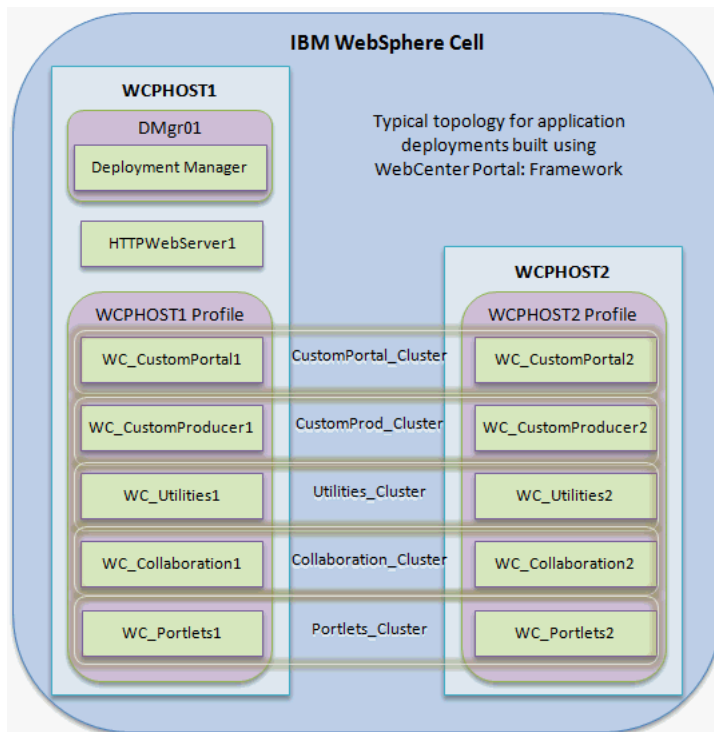 IBM WebSphere Cell
WCPHOST1
DMgr01
Deployment Manager
Typical topology for application
deployments built using
WebCenter Portal: Framework
HTTPWebServer1
WCPHOST2
WCPHOST1 Profile
WCPHOST2 Profile
WC_CustomPortal1
CustomPortal_Cluster
WC_CustomPortal2
WC_CustomProducer1
CustomProd_Cluster
WC_CustomProducer2
WC_Utilities1
Utilities_Cluster
WC_Utilities2
WC_Collaboration1
Collaboration_Cluster
WC_Collaboration2
WC_Portlets1
Portlets_Cluster
WC_Portlets2